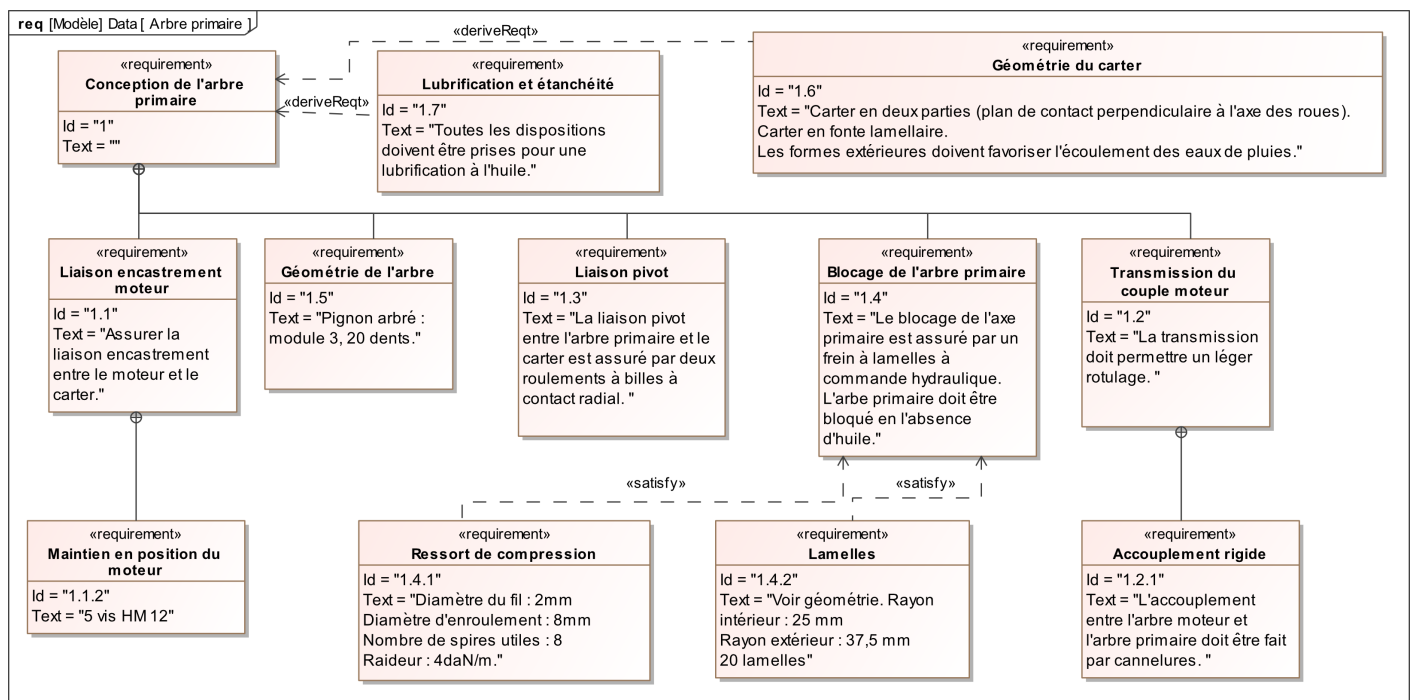 req [Modèle] Data [ Arbre primaire ]
«deriveReqt»
«requirement»
Conception de l'arbre
primaire
Id = "1"
Text = ""
«deriveReqt»
«requirement»
Lubrification et étanchéité
Id = "1.7"
Text = "Toutes les dispositions
doivent être prises pour une
lubrification à l'huile."
«requirement»
Géométrie du carter
Id = "1.6"
Text = "Carter en deux parties (plan de contact perpendiculaire à l'axe des roues).
Carter en fonte lamellaire.
Les formes extérieures doivent favoriser l'écoulement des eaux de pluies."
«requirement»
Liaison encastrement
moteur
Id = "1.1"
Text = "Assurer la
liaison encastrement
entre le moteur et le
carter."
«requirement»
Géométrie de l'arbre
Id = "1.5"
Text = "Pignon arbré :
module 3, 20 dents."
«requirement»
Liaison pivot
Id = "1.3"
Text = "La liaison pivot
entre l'arbre primaire et le
carter est assuré par deux
roulements à billes à
contact radial. "
«requirement»
Blocage de l'arbre primaire
Id = "1.4"
Text = "Le blocage de l'axe
primaire est assuré par un
frein à lamelles à
commande hydraulique.
L'arbe primaire doit être
bloqué en l'absence
d'huile."
«requirement»
Transmission du
couple moteur
Id = "1.2"
Text = "La transmission
doit permettre un léger
rotulage. "
«satisfy»
«satisfy»
«requirement»
Maintien en position du
moteur
Id = "1.1.2"
Text = "5 vis HM 12"
«requirement»
Ressort de compression
Id = "1.4.1"
Text = "Diamètre du fil : 2mm
Diamètre d'enroulement : 8mm
Nombre de spires utiles : 8
Raideur : 4daN/m."
«requirement»
Lamelles
Id = "1.4.2"
Text = "Voir géométrie. Rayon
intérieur : 25 mm
Rayon extérieur : 37,5 mm
20 lamelles"
«requirement»
Accouplement rigide
Id = "1.2.1"
Text = "L'accouplement
entre l'arbre moteur et
l'arbre primaire doit être fait
par cannelures. "